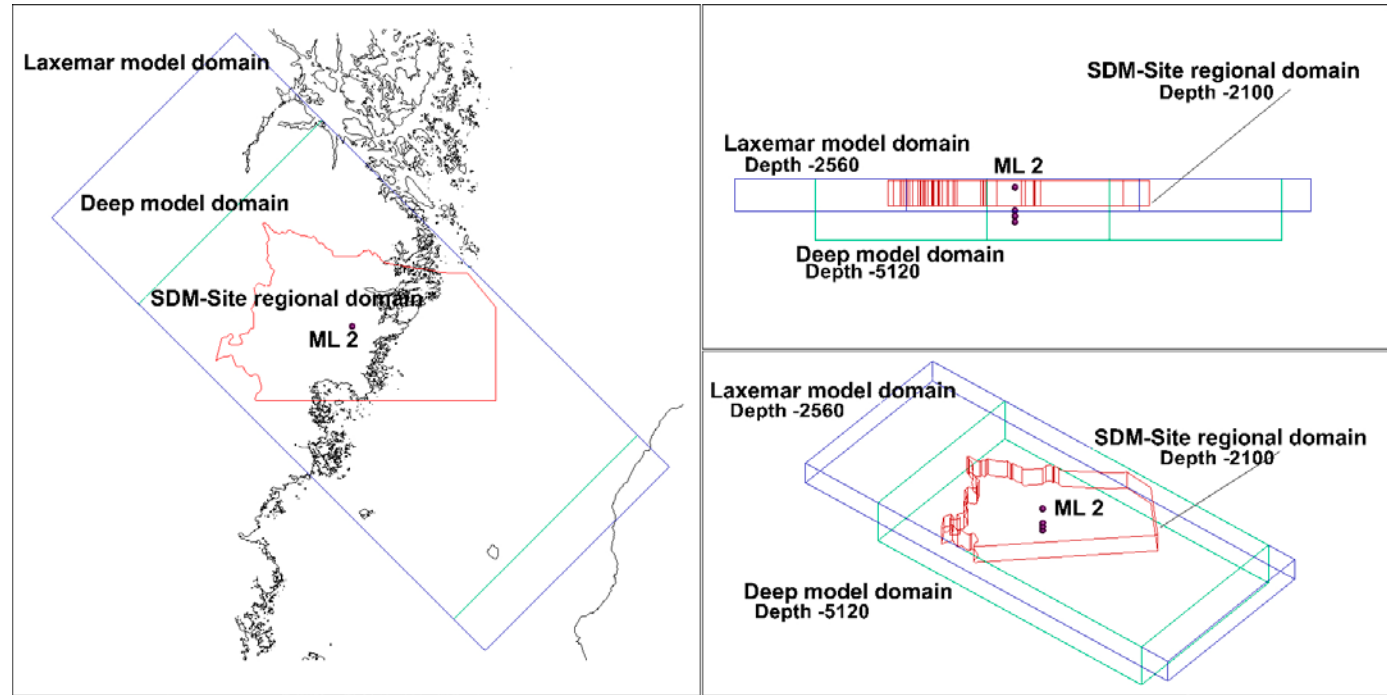 Laxemar model domain
Deep model domain
SDM-Site regional domain
ML 2
SDM-Site regional domain
Depth -2100
Laxemar model domain
Depth -2560
ML 2
Deep model domain
Depth -5120
Laxemar model domain
Depth -2560
SDM-Site regional domain
Depth -2100
ML 2
Deep model domain
Depth -5120